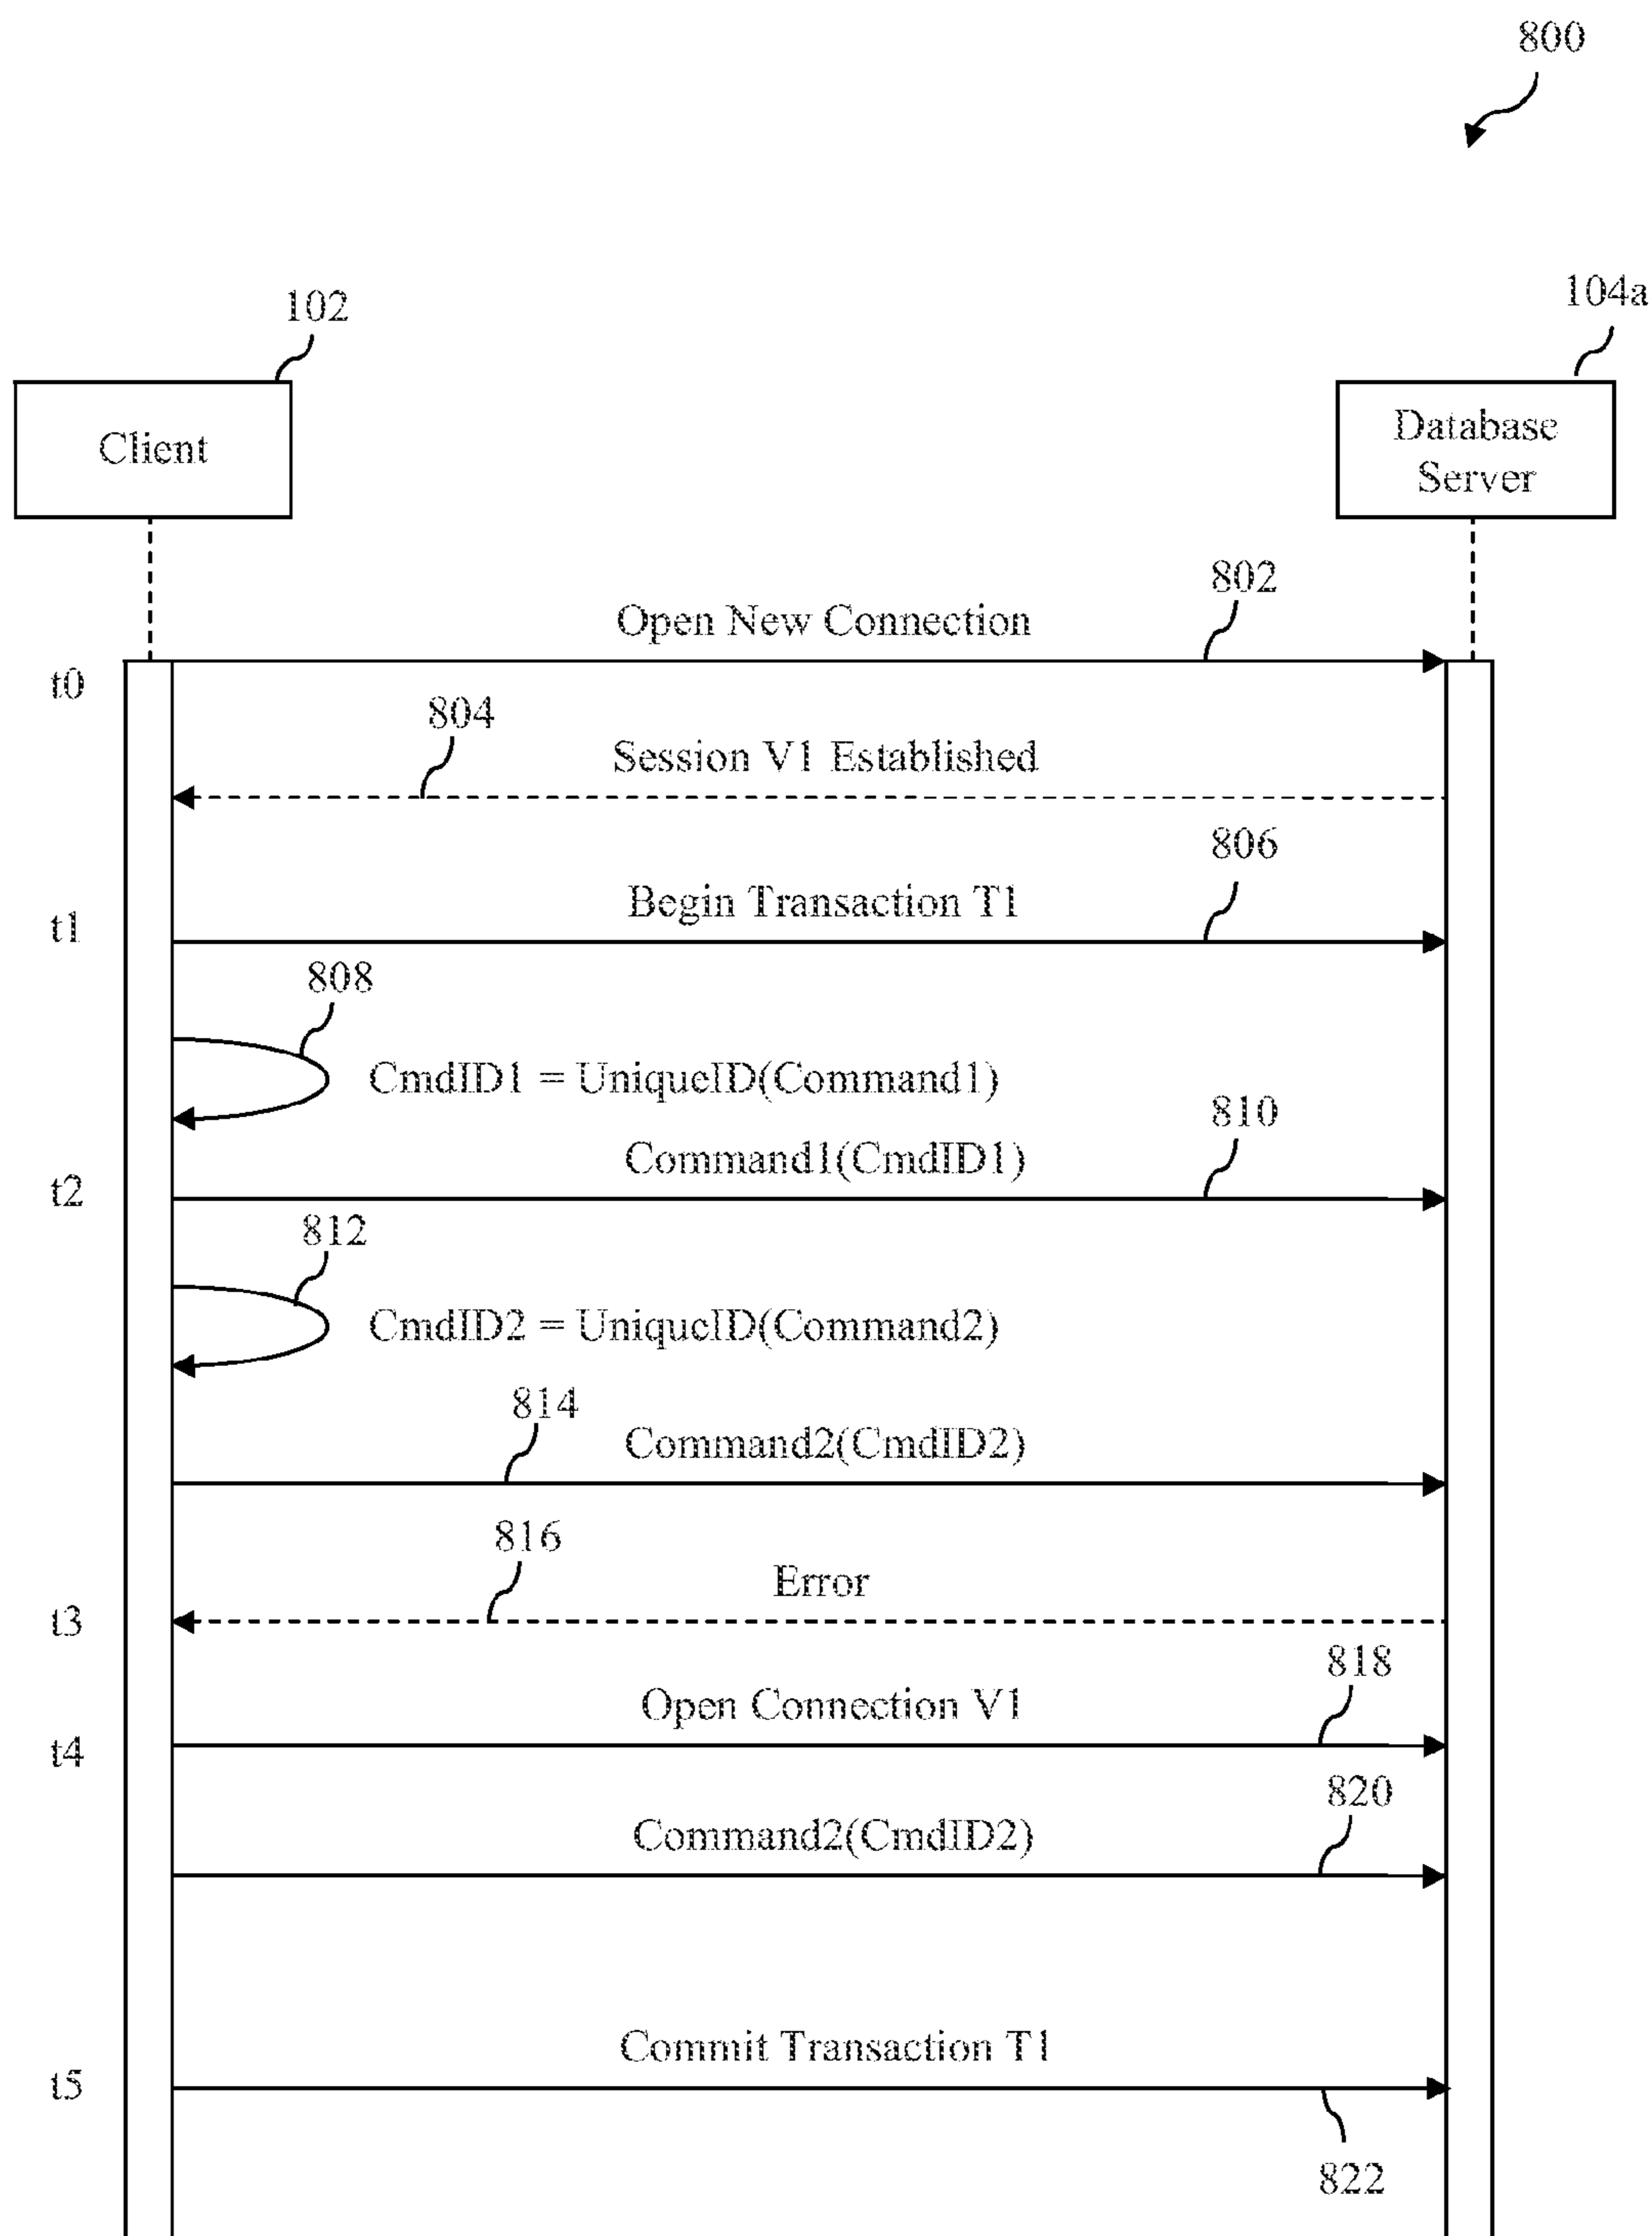 800
102
104a
Client
Database
Server
802
Open New Connection
t0
804
Session V1 Established
806
Begin Transaction T1
t1
808
CmdID1 = UniqueID(Command1)
810
Command1(CmdID1)
t2
812
CmdID2 = UniqueID(Command2)
814
Command2(CmdID2)
816
Error
t3
818
Open Connection V1
t4
820
Command2(CmdID2)
Commit Transaction T1
t5
822